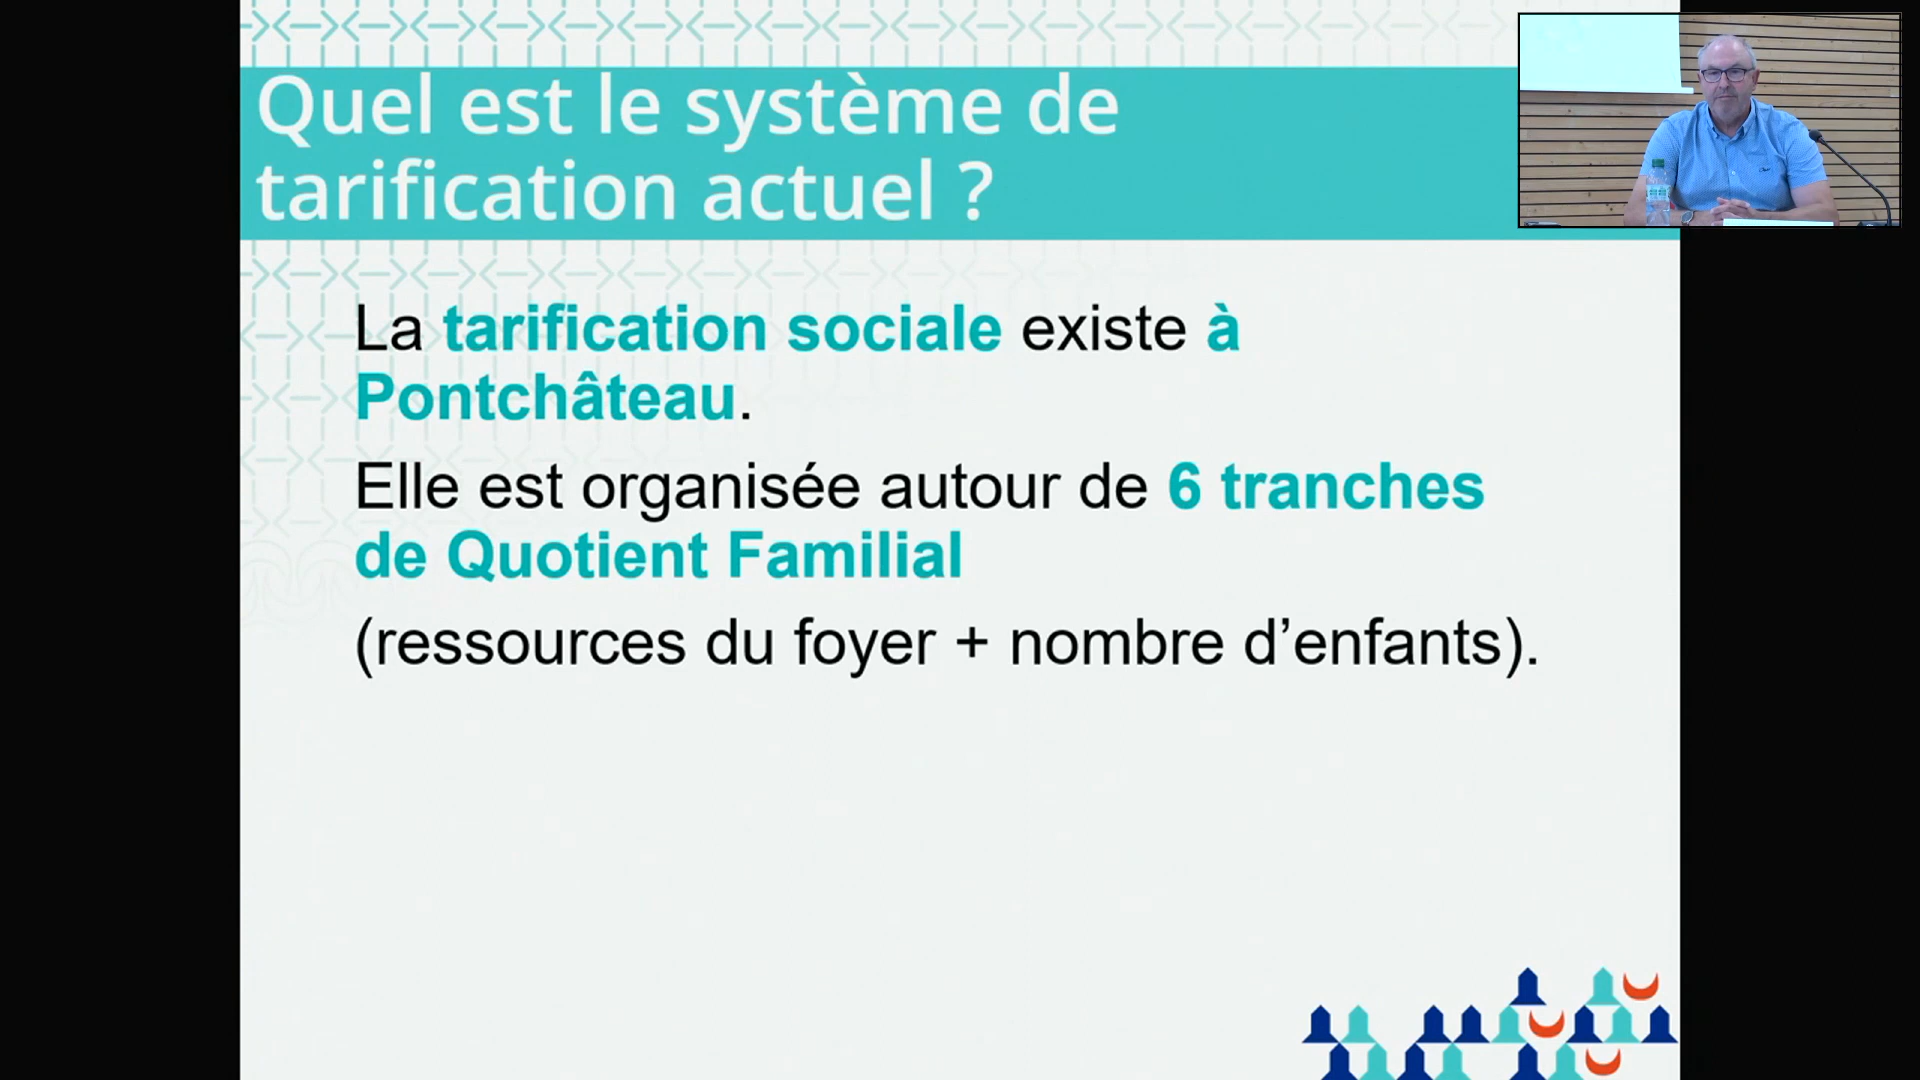 Quel est le système de
tarification actuel ?
La tarification sociale existe à
Pontchâteau.
Elle est organisée autour de 6 tranches
de Quotient Familial
(ressources du foyer + nombre d’enfants).